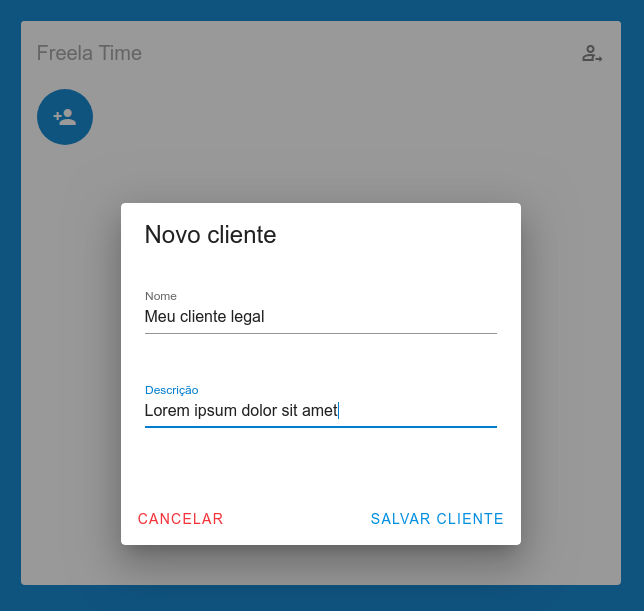 Freela Time
Novo cliente
Nome
Meu cliente legal
Descrição
Lorem ipsum dolor sit amet
CANCELAR SALVAR CLIENTE